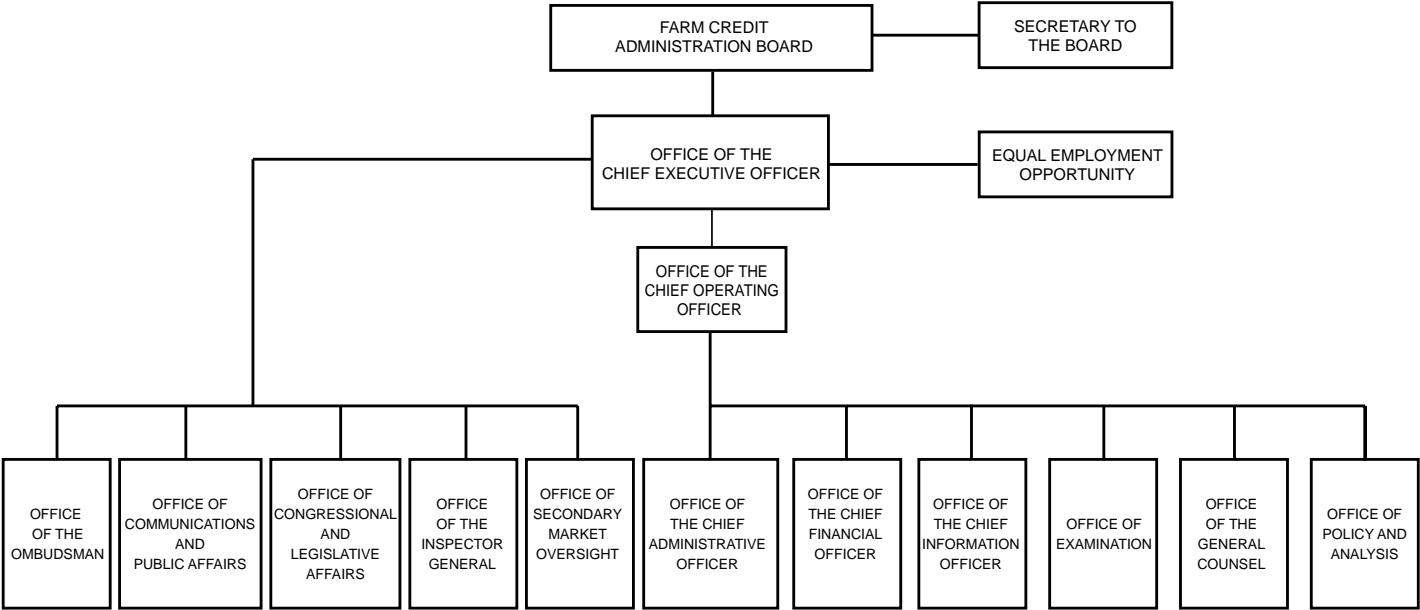 FARM CREDIT
ADMINISTRATION BOARD
SECRETARY TO
THE BOARD
OFFICE OF THE
CHIEF EXECUTIVE OFFICER
EQUAL EMPLOYMENT
OPPORTUNITY
OFFICE OF THE
CHIEF OPERATING
OFFICER
OFFICE
OF THE
OMBUDSMAN
OFFICE OF
COMMUNICATIONS
AND
PUBLIC AFFAIRS
OFFICE OF
CONGRESSIONAL
AND
LEGISLATIVE
AFFAIRS
OFFICE
OF THE
INSPECTOR
GENERAL
OFFICE OF
SECONDARY
MARKET
OVERSIGHT
OFFICE OF
THE CHIEF
ADMINISTRATIVE
OFFICER
OFFICE OF
THE CHIEF
FINANCIAL
OFFICER
OFFICE OF
THE CHIEF
INFORMATION
OFFICER
OFFICE OF
EXAMINATION
OFFICE
OF THE
GENERAL
COUNSEL
OFFICE OF
POLICY AND
ANALYSIS